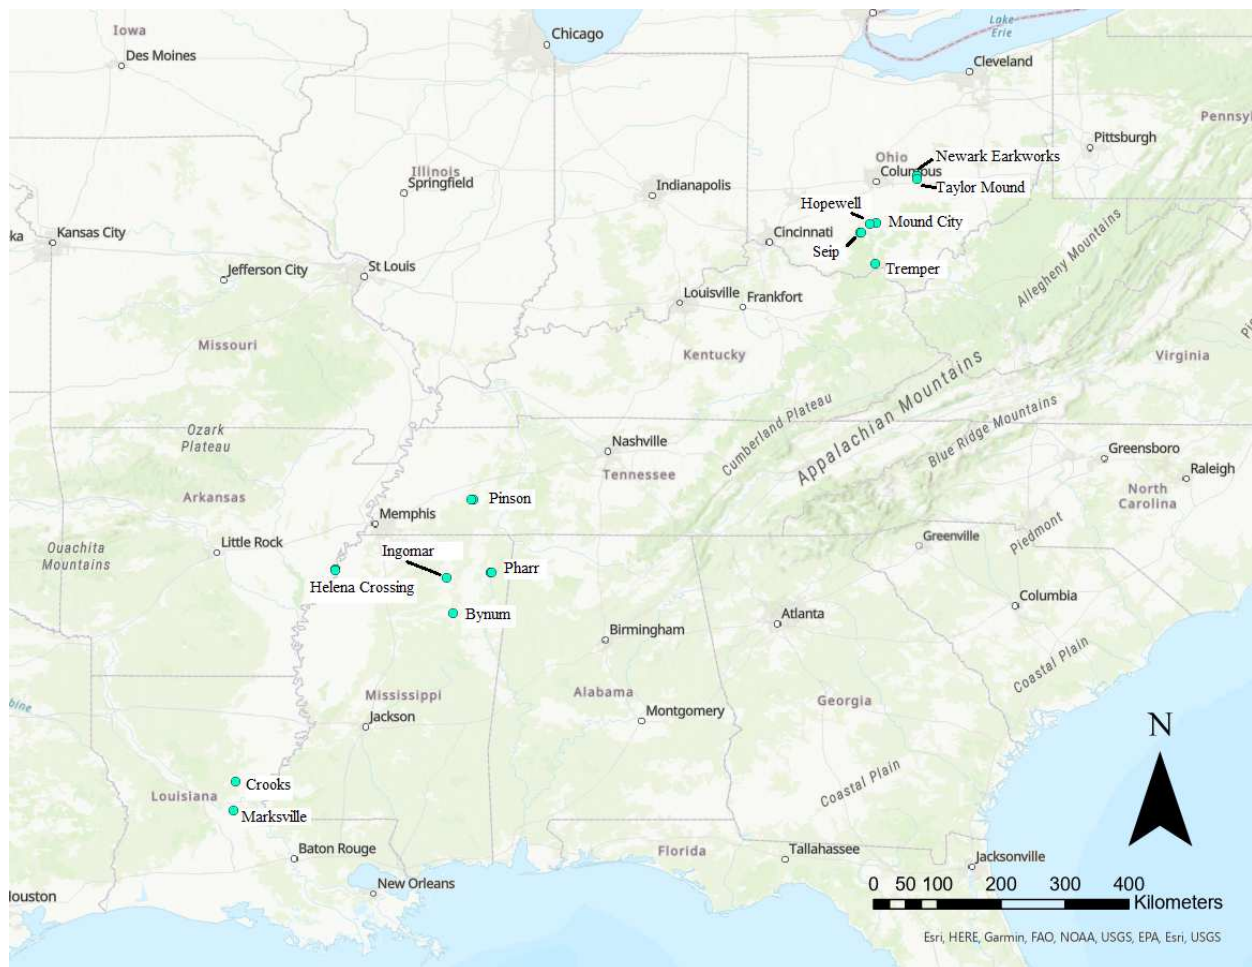 Iowa
Des Moines
Chicago
Lake
Erie
Cleveland
Pennsyl
Pittsburgh
Ohio
Newark Earkworks
Columbus
Taylor Mound
Illinois
Springfield
Indianapolis
Hopewell
Mound City
Cincinnati
Seip
Tremper
ka
Kansas City
Jefferson City
St Louis
Louisville
Frankfort
Allegheny Mountains
Missouri
Kentucky
Virginia
Appalachian Mountains
Cumberland Plateau
Blue Ridge Mountains
Ozark
Plateau
Nashville
Tennessee
Greensboro
Raleigh
North
Carolina
Arkansas
Pinson
Memphis
Little Rock
Ouachita
Mountains
Ingomar
Helena Crossing
Pharr
Bynum
Greenville
Piedmont
Columbia
Atlanta
Birmingham
Coastal Plain
Mississippi
Alabama
Georgia
Montgomery
Jackson
N
Coastal Plain
Crooks
Louisiana
Marksville
Baton Rouge
New Orleans
Florida
Tallahassee
Jacksonville
louston
0 50 100 200 300 400
Kilometers
Esri, HERE, Garmin, FAO, NOAA, USGS, EPA, Esri, USGS